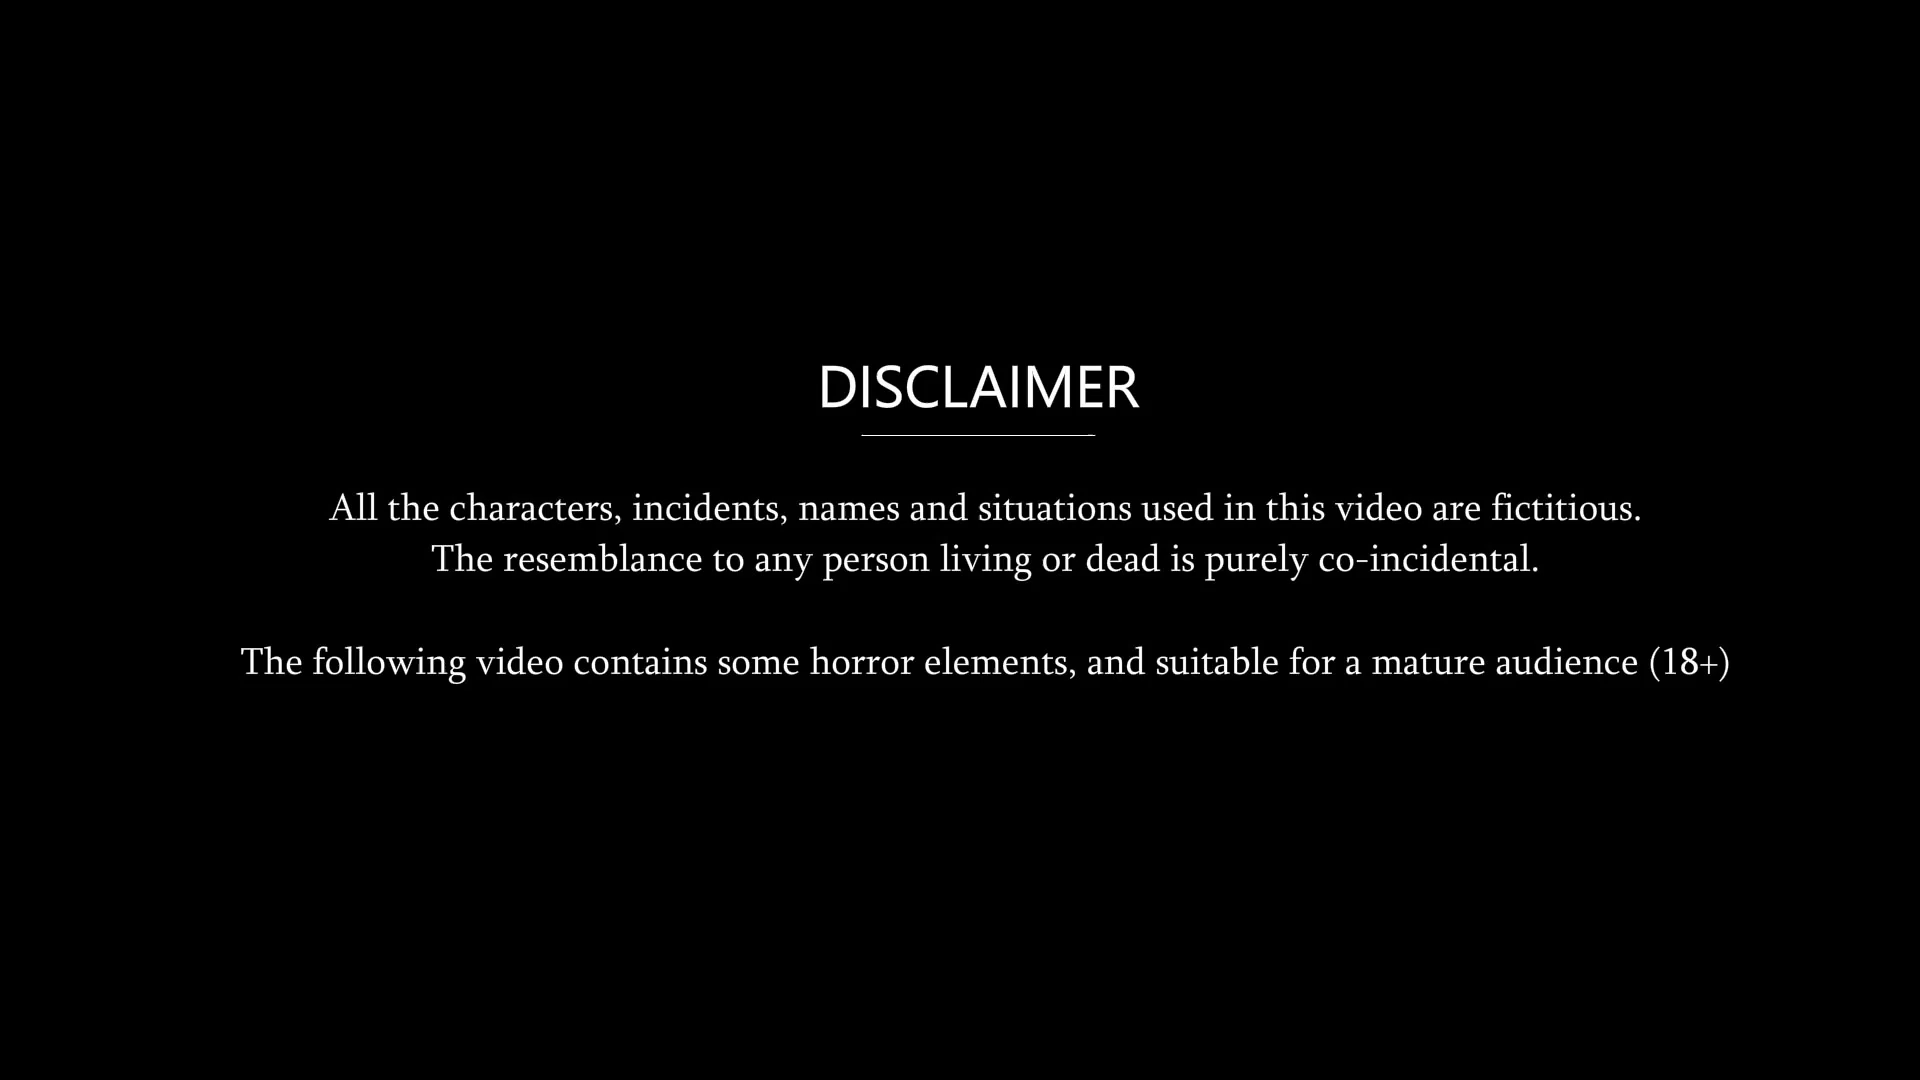 DISCLAIMER
All the characters, incidents, names and situations used in this video are fictitious.
The resemblance to any person living or dead is purely co-incidental.
The following video contains some horror elements, and suitable for a mature audience (18+)